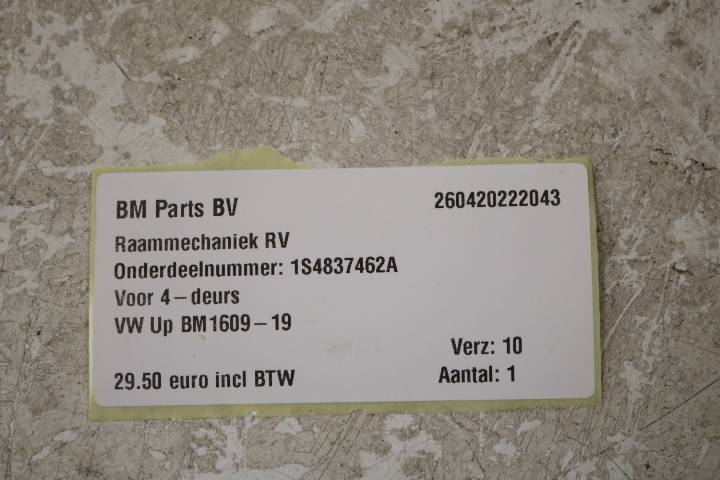 BM Parts BV 260420222043
Raammechaniek RV
Onderdeelnummer: 1S4837462A
Voor 4-deurs
VW Up BM1609-19
Verz: 10
29.50 euro incl BTW Aantal: 1